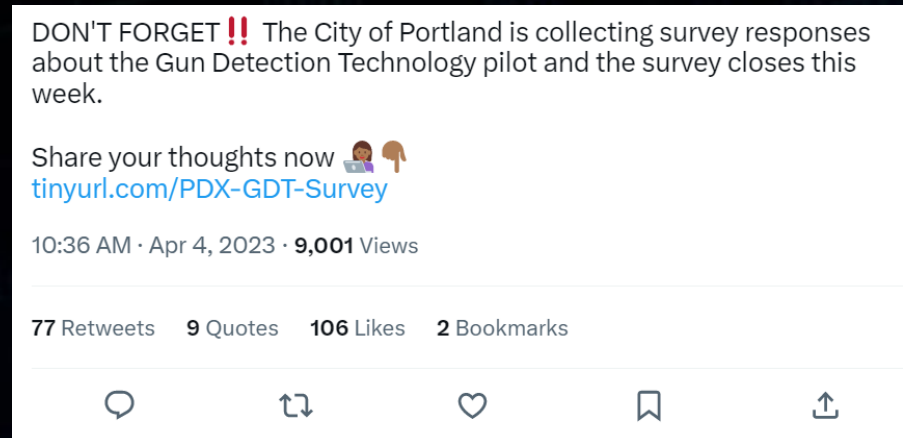 DON'T FORGET‼️ The City of Portland is collecting survey responses
about the Gun Detection Technology pilot and the survey closes this
week.
Share your thoughts now 👩🏾‍💻👇🏾
tinyurl.com/PDX-GDT-Survey
10:36 AM · Apr 4, 2023 · 9,001 Views
77 Retweets 9 Quotes 106 Likes 2 Bookmarks